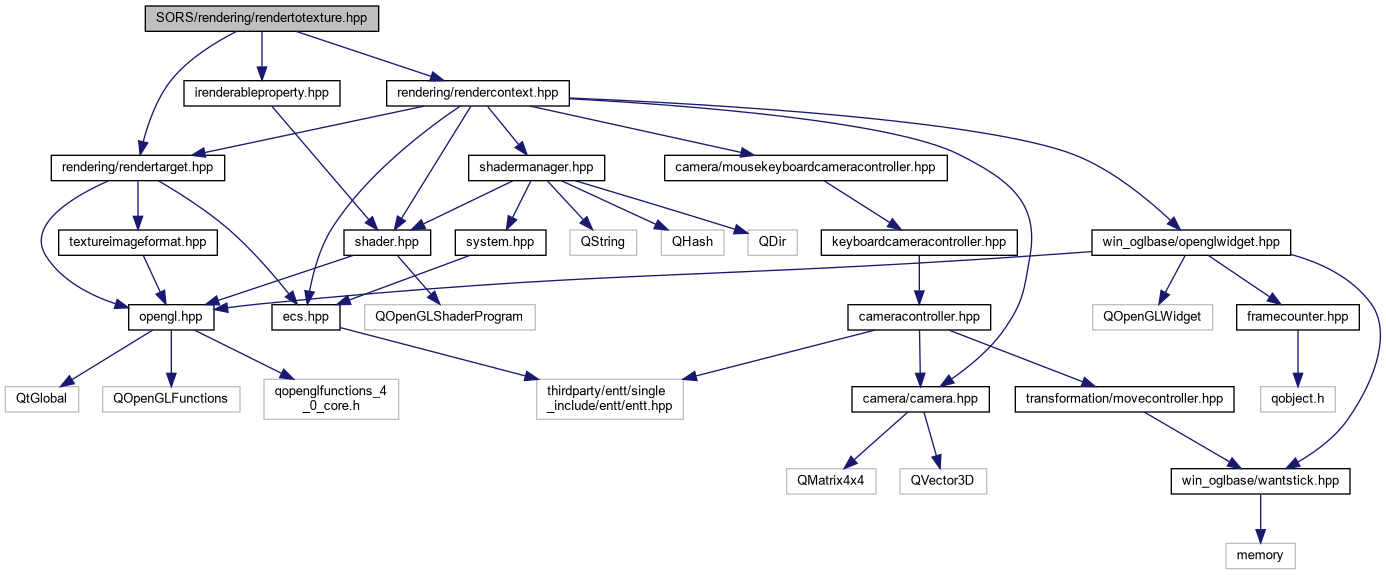 SORS/rendering/rendertotexture.hpp
irenderableproperty.hpp
rendering/rendercontext.hpp
rendering/rendertarget.hpp
shadermanager.hpp
camera/mousekeyboardcameracontroller.hpp
textureimageformat.hpp
shader.hpp
system.hpp
QString
QHash
QDir
keyboardcameracontroller.hpp
win_oglbase/openglwidget.hpp
opengl.hpp
ecs.hpp
QOpenGLShaderProgram
cameracontroller.hpp
QOpenGLWidget
framecounter.hpp
QtGlobal
QOpenGLFunctions
qopenglfunctions_4
_0_core.h
thirdparty/entt/single
_include/entt/entt.hpp
camera/camera.hpp
transformation/movecontroller.hpp
qobject.h
QMatrix4x4
QVector3D
win_oglbase/wantstick.hpp
memory